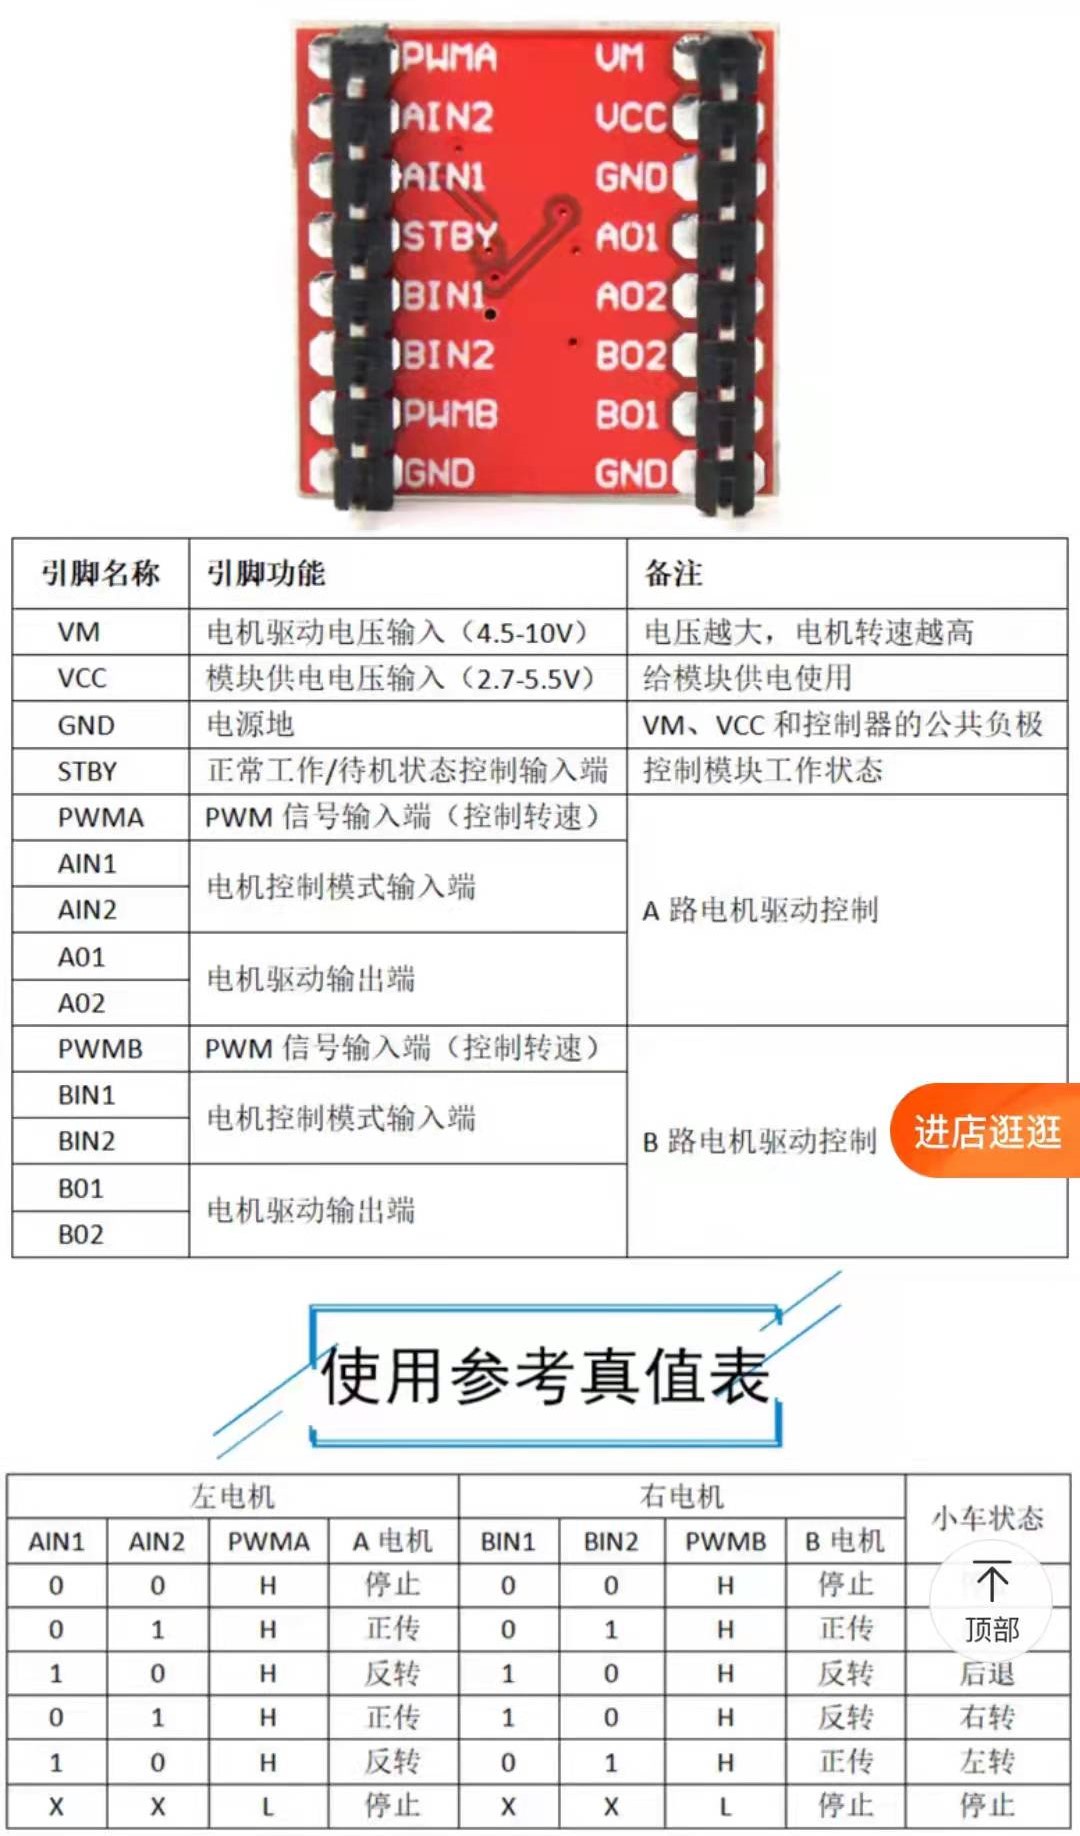 PWMA VM
AIN2 VCC
AIN1 GND
STBY AO1
BIN1 AO2
BIN2 BO2
PWMB BO1
GND GND
引脚名称 引脚功能 备注
VM 电机驱动电压输入（4.5-10V） 电压越大，电机转速越高
VCC 模块供电电压输入（2.7-5.5V） 给模块供电使用
GND 电源地 VM、VCC 和控制器的公共负极
STBY 正常工作/待机状态控制输入端 控制模块工作状态
PWMA PWM 信号输入端（控制转速）
AIN1
电机控制模式输入端
AIN2
A 路电机驱动控制
A01
电机驱动输出端
A02
PWMB PWM 信号输入端（控制转速）
BIN1
电机控制模式输入端
BIN2
B 路电机驱动控制
进店逛逛
B01
电机驱动输出端
B02
使用参考真值表
左电机 右电机 小车状态
AIN1 AIN2 PWMA A 电机 BIN1 BIN2 PWMB B 电机
0 0 H 停止 0 0 H 停止
0 1 H 正传 0 1 H 正传
顶部
1 0 H 反转 1 0 H 反转 后退
0 1 H 正传 1 0 H 反转 右转
1 0 H 反转 0 1 H 正传 左转
X X L 停止 X X L 停止 停止